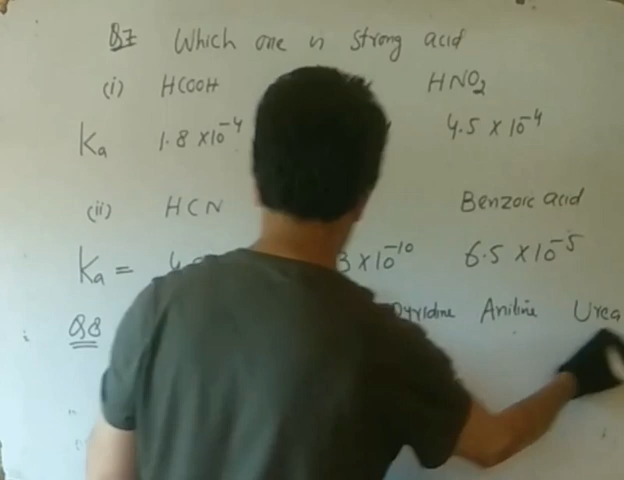 Q7 Which one is strong acid
(i) HCOOH HNO2
Ka 1.8 x10-4 4.5 x 10-4
(ii) HCN Benzoic acid
Ka = 3 x10-10 6.5 x10-5
Q8 Pyridine Aniline Urea